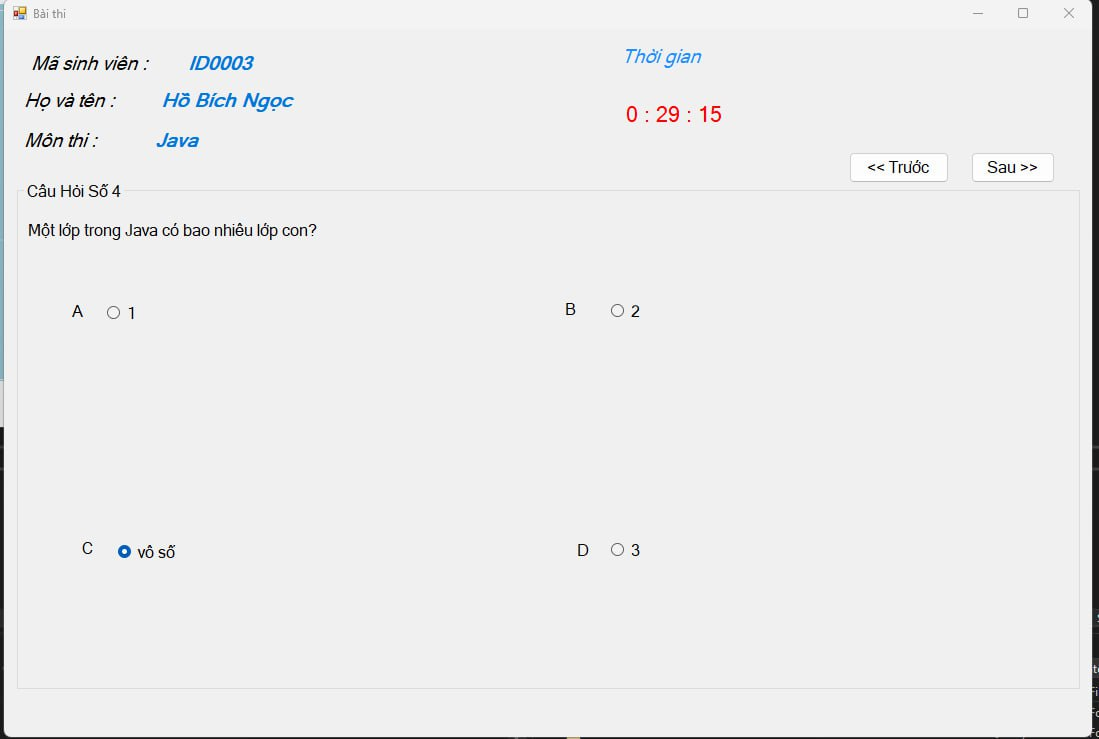 Bài thi
Mã sinh viên : ID0003
Thời gian
Họ và tên : Hồ Bích Ngọc
0 : 29 : 15
Môn thi : Java
<< Trước Sau >>
Câu Hỏi Số 4
Một lớp trong Java có bao nhiêu lớp con?
A 1
B 2
C vô số
D 3